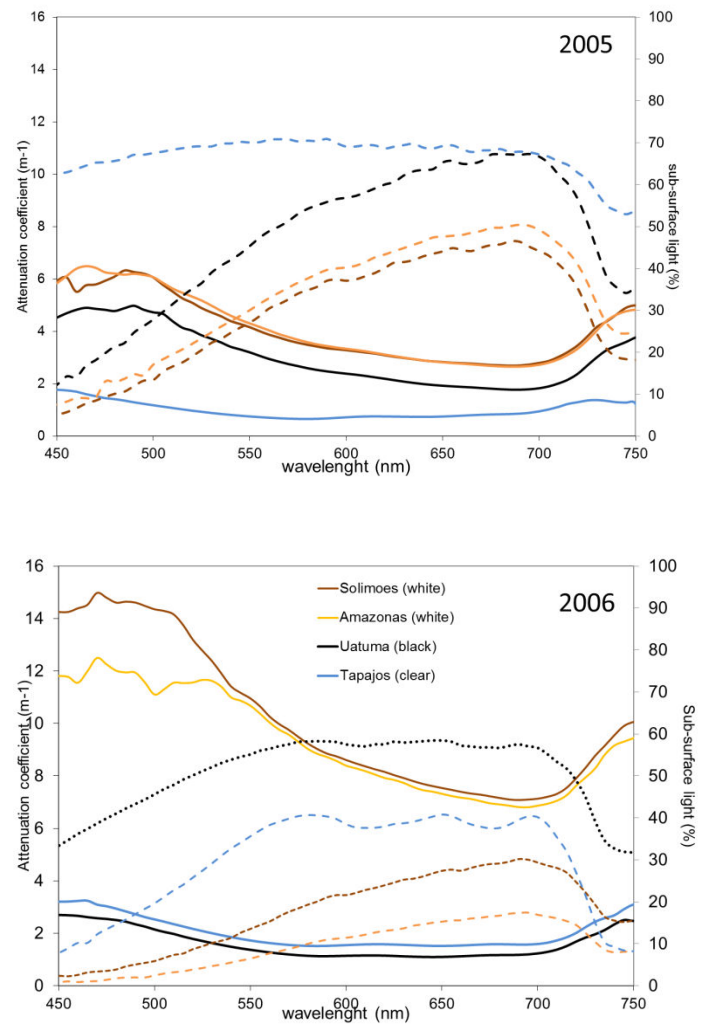 2005
16 100
14 90
12 80
10 70
8 60
6 50
4 40
2 30
0 20
10
0
Attenuation coefficient (m-1)
sub-surface light (%)
450 500 550 600 650 700 750
wavelenght (nm)
2006
16 100
14 90
12 80
10 70
8 60
6 50
4 40
2 30
0 20
10
0
Solimoes (white)
Amazonas (white)
Uatuma (black)
Tapajos (clear)
Attenuation coefficient (m-1)
Sub-surface light (%)
450 500 550 600 650 700 750
wavelenght (nm)